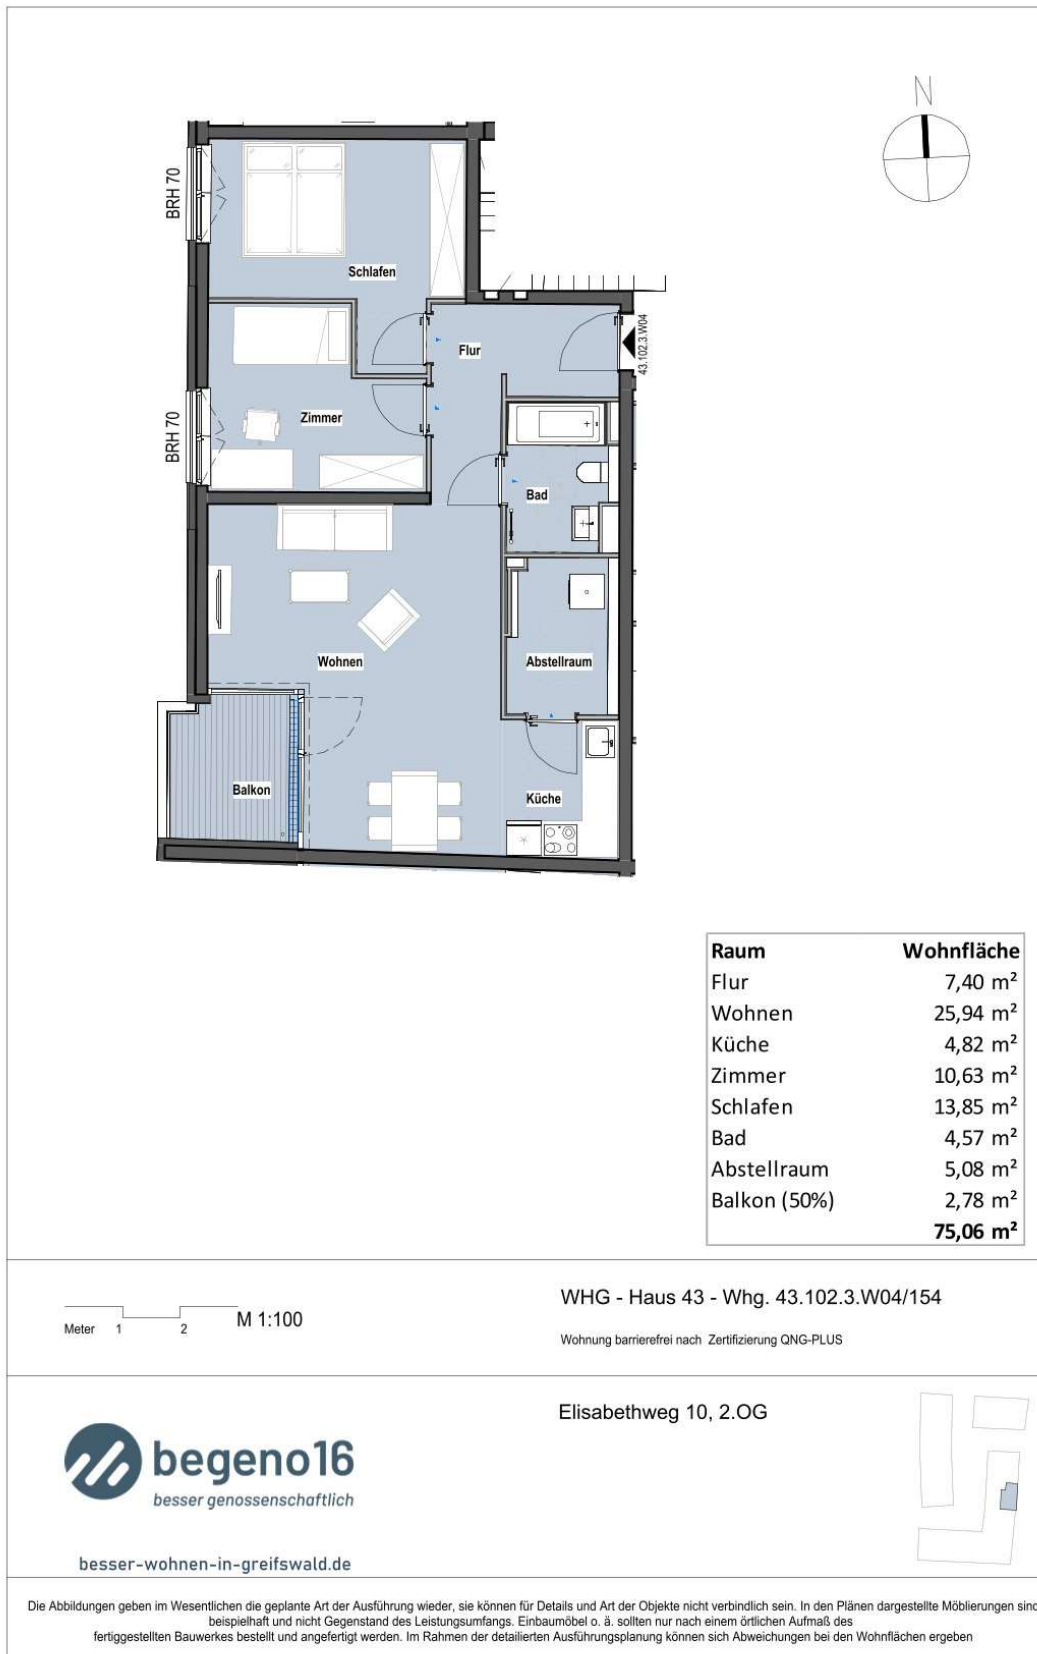 N
BRH 70
Schlafen
43.102.3.W04
Flur
BRH 70
Zimmer
Bad
Wohnen
Abstellraum
Balkon
Küche
Raum Wohnfläche
Flur 7,40 m²
Wohnen 25,94 m²
Küche 4,82 m²
Zimmer 10,63 m²
Schlafen 13,85 m²
Bad 4,57 m²
Abstellraum 5,08 m²
Balkon (50%) 2,78 m²
75,06 m²
Meter 1 2 M 1:100
WHG - Haus 43 - Whg. 43.102.3.W04/154
Wohnung barrierefrei nach Zertifizierung QNG-PLUS
Elisabethweg 10, 2.OG
begeno16
besser genossenschaftlich
besser-wohnen-in-greifswald.de
Die Abbildungen geben im Wesentlichen die geplante Art der Ausführung wieder, sie können für Details und Art der Objekte nicht verbindlich sein. In den Plänen dargestellte Möblierungen sind
beispielhaft und nicht Gegenstand des Leistungsumfangs. Einbaumöbel o. ä. sollten nur nach einem örtlichen Aufmaß des
fertiggestellten Bauwerkes bestellt und angefertigt werden. Im Rahmen der detailierten Ausführungsplanung können sich Abweichungen bei den Wohnflächen ergeben